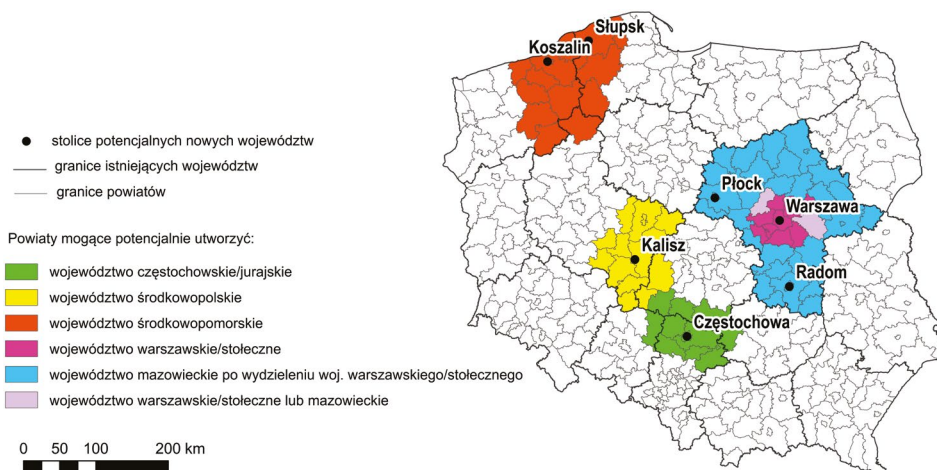 Słupsk
Koszalin
stolice potencjalnych nowych województw
granice istniejących województw
granice powiatów
Płock
Warszawa
Powiaty mogące potencjalnie utworzyć:
Kalisz
województwo częstochowskie/jurajskie
Radom
województwo środkowopolskie
województwo środkowopomorskie
Częstochowa
województwo warszawskie/stołeczne
województwo mazowieckie po wydzieleniu woj. warszawskiego/stołecznego
województwo warszawskie/stołeczne lub mazowieckie
0 50 100 200 km